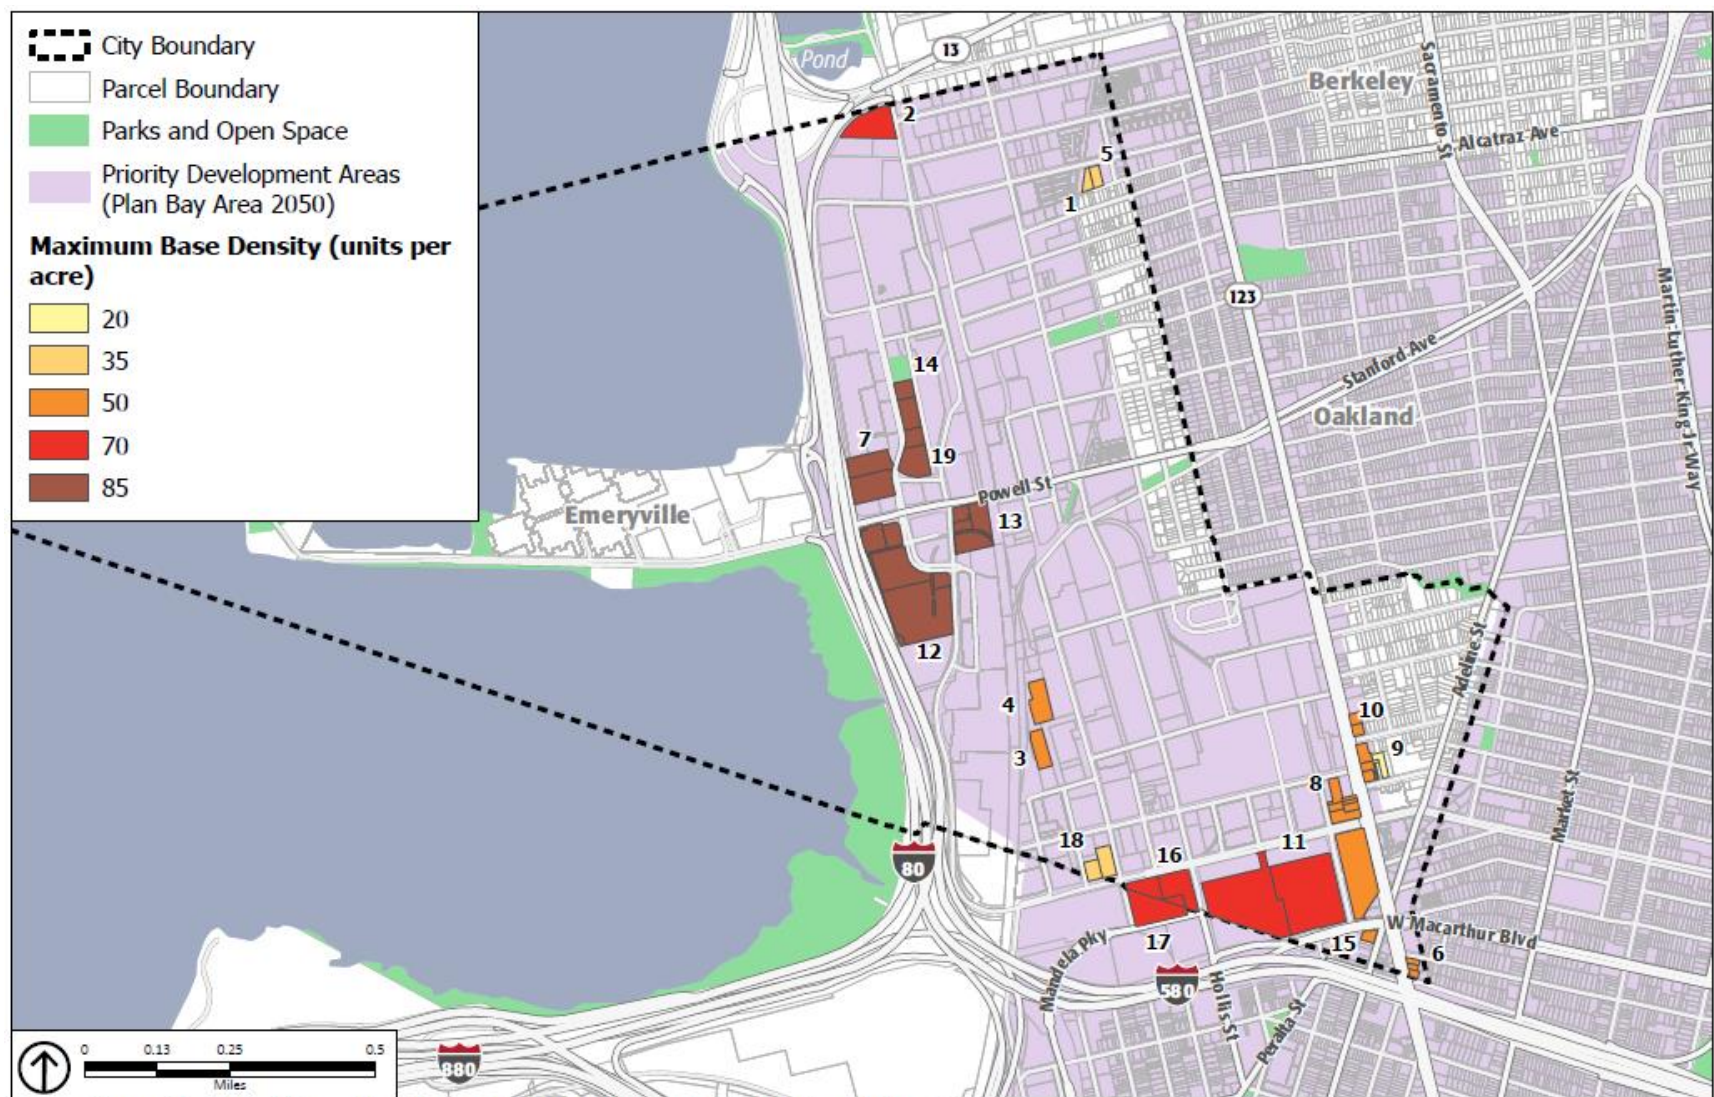 City Boundary
Parcel Boundary
Parks and Open Space
Priority Development Areas
(Plan Bay Area 2050)
Maximum Base Density (units per
acre)
20
35
50
70
85
Pond
13
Berkeley
Sacramento St
Alcatraz Ave
2
5
1
123
Martin Luther King Jr Way
Stanford Ave
14
Oakland
7
19
Powell St
Emeryville
13
12
Adeline St
4
10
3
9
8
Market St
18
16
11
80
W Macarthur Blvd
17
15
6
Mandela Pky
580
Hollis St
Peralta St
880
0
0.13
0.25
0.5
Miles